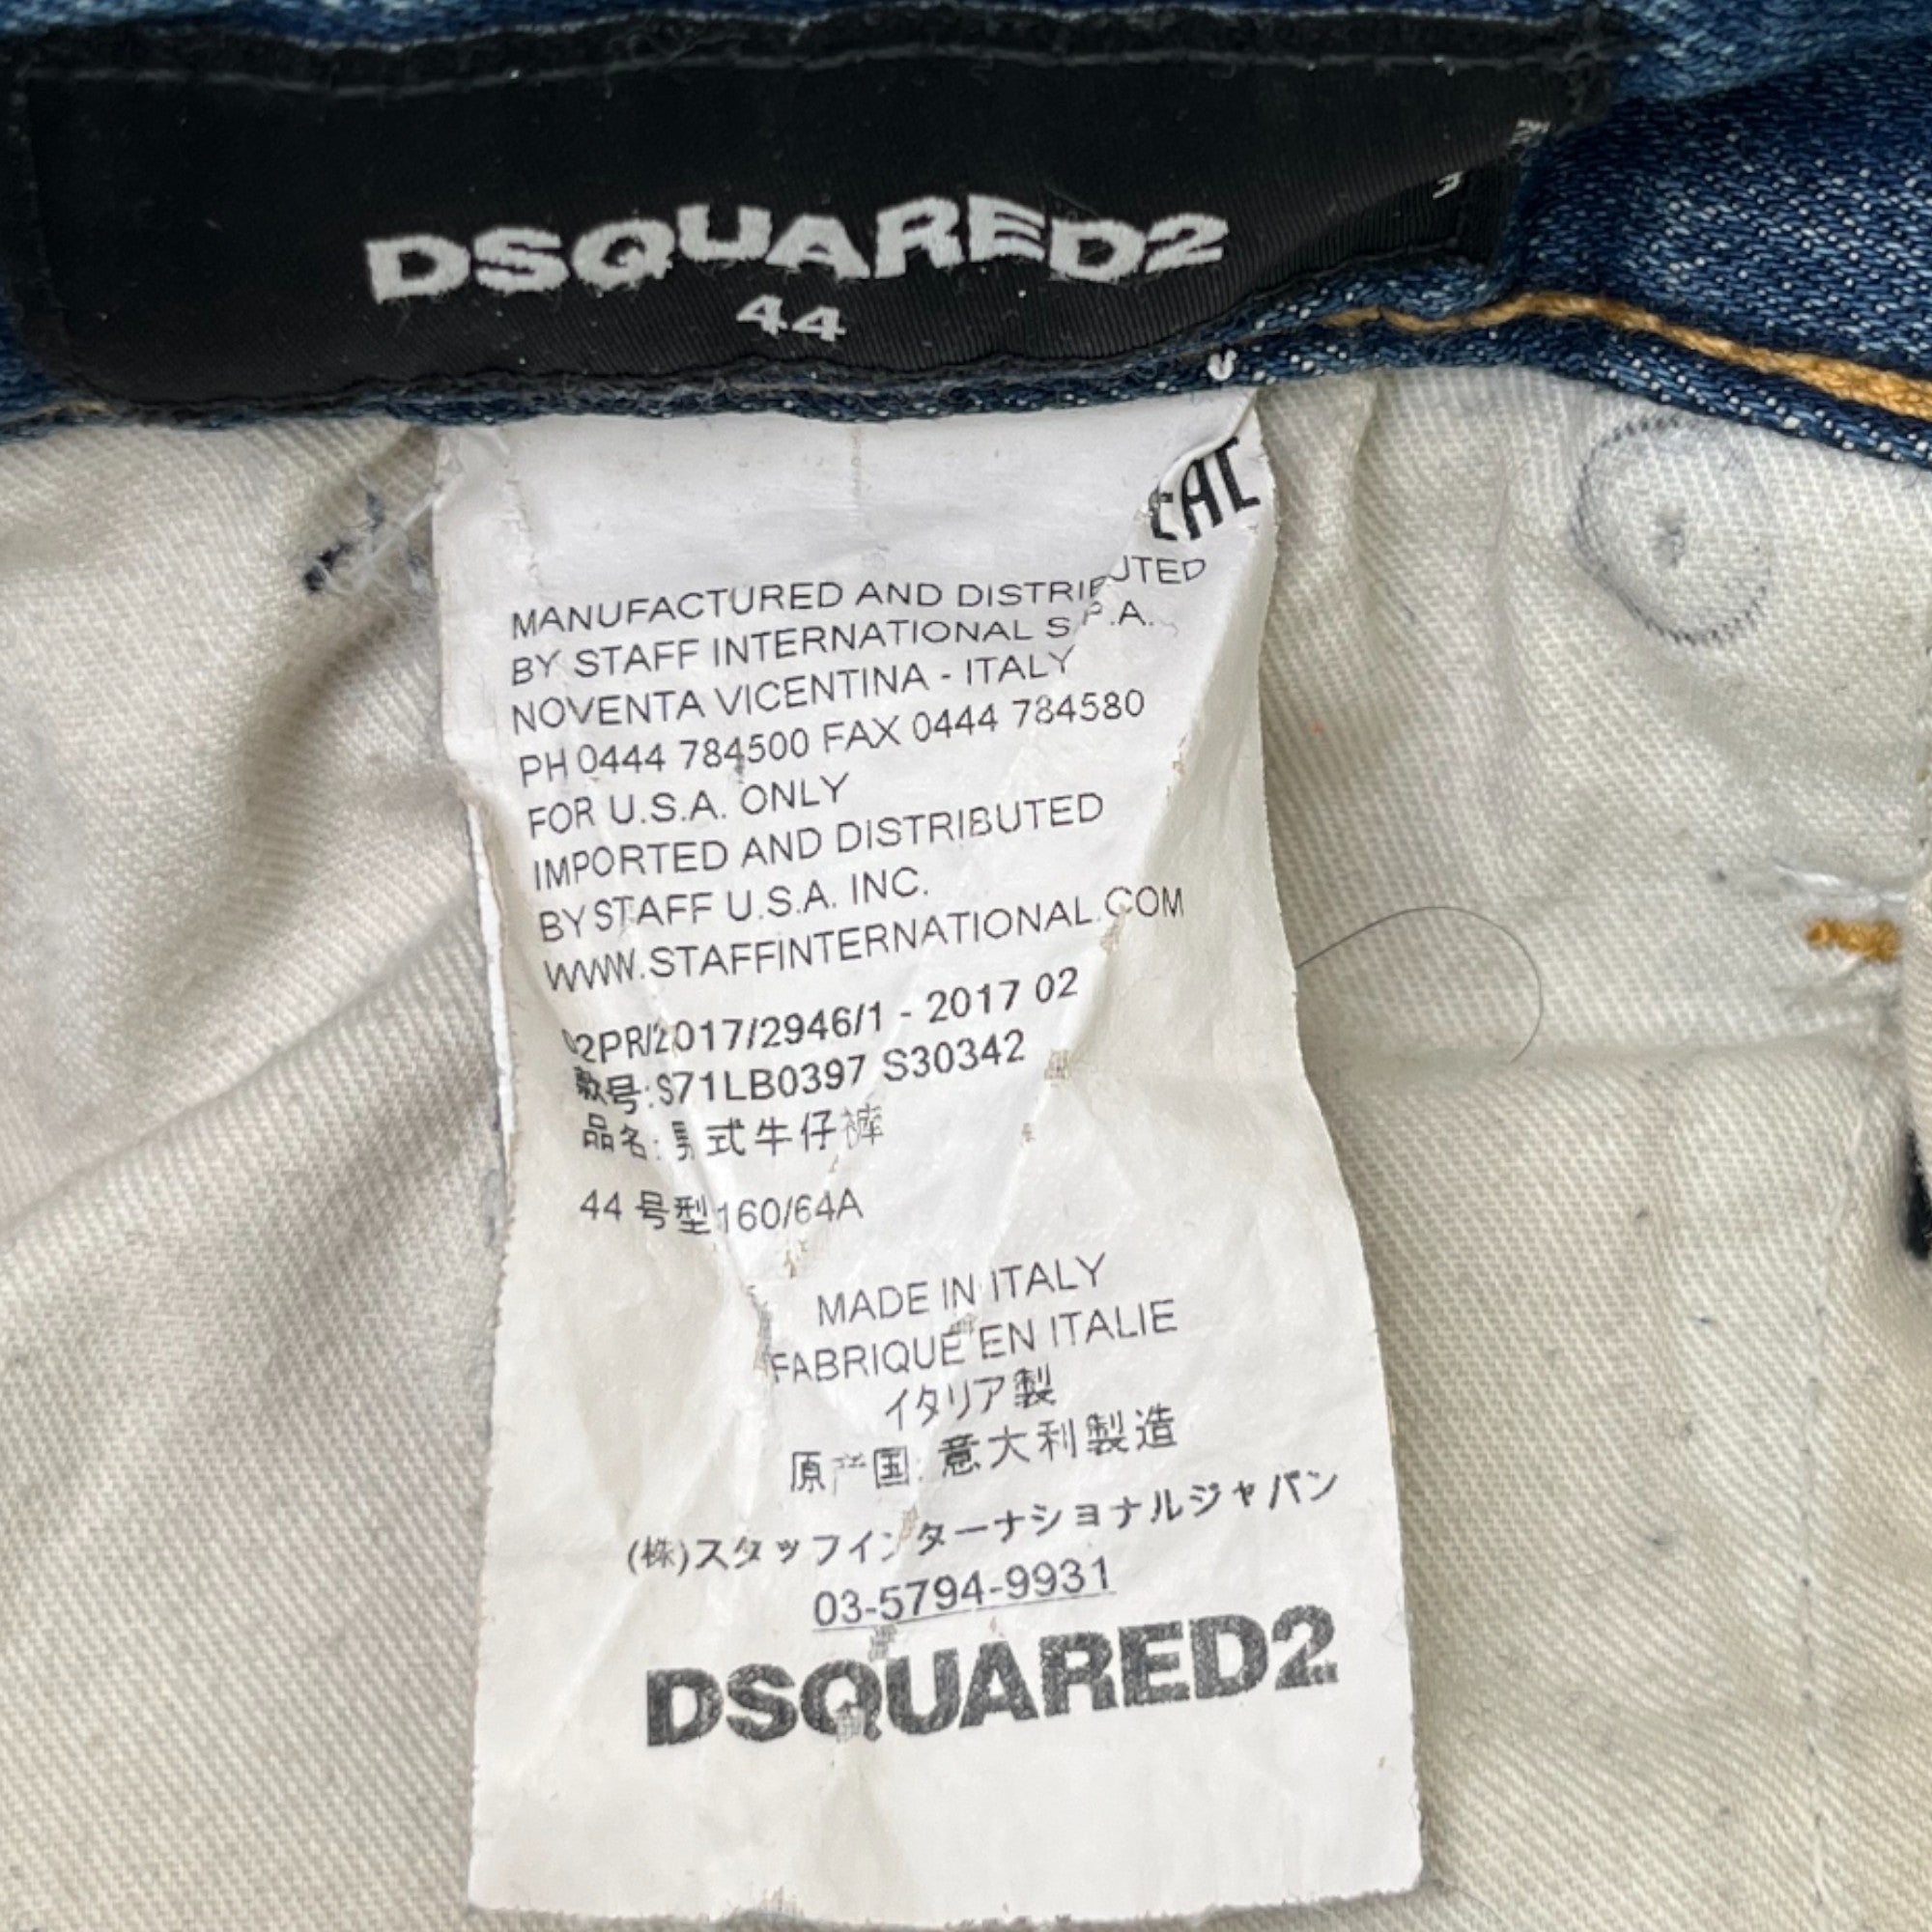 DSQUARED2
44
EAC
MANUFACTURED AND DISTRIBUTED
BY STAFF INTERNATIONAL S.P.A.
NOVENTA VICENTINA - ITALY
PH 0444 784500 FAX 0444 784580
FOR U.S.A. ONLY
IMPORTED AND DISTRIBUTED
BY STAFF U.S.A. INC.
WWW.STAFFINTERNATIONAL.COM
02PR/2017/2946/1 - 2017 02
款号:S71LB0397 S30342
品名:男式牛仔裤
44 号型160/64A
MADE IN ITALY
FABRIQUE EN ITALIE
イタリア製
原产国:意大利製造
(株)スタッフインターナショナルジャパン
03-5794-9931
DSQUARED2